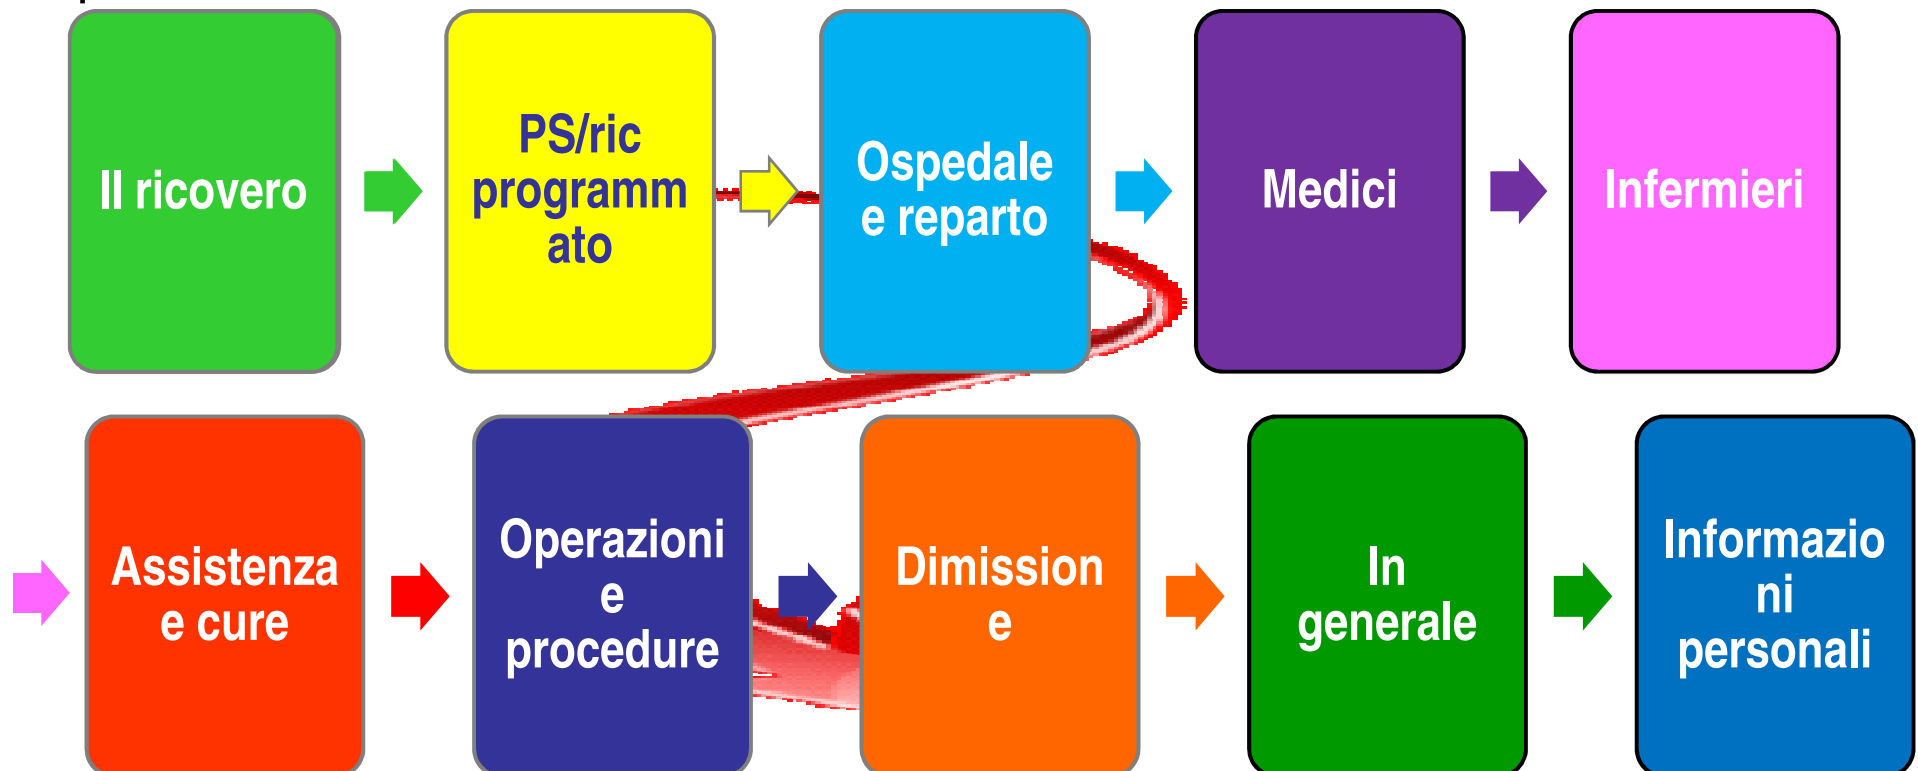 Il ricovero
PS/ric
programm
ato
Ospedale
e reparto
Medici
Infermieri
Assistenza
e cure
Operazioni
e
procedure
Dimission
e
In
generale
Informazio
ni
personali